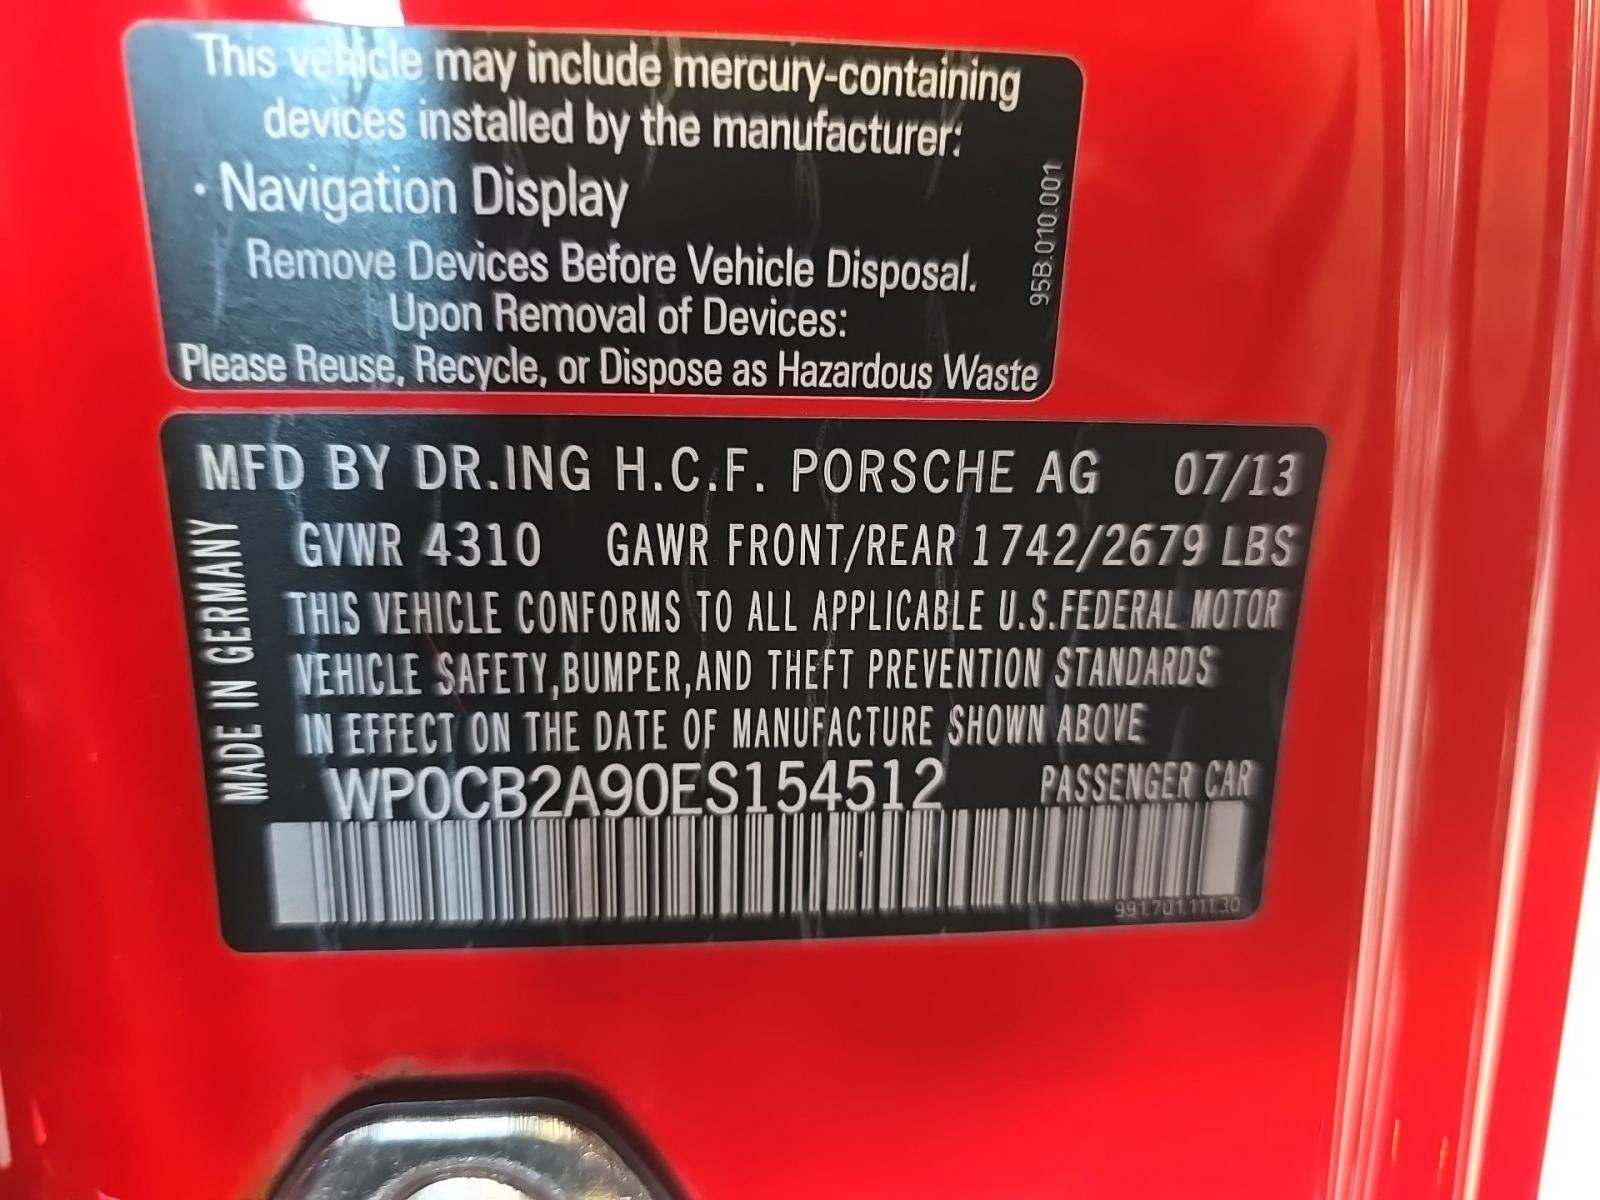 This vehicle may include mercury-containing
devices installed by the manufacturer:
· Navigation Display
Remove Devices Before Vehicle Disposal.
Upon Removal of Devices:
Please Reuse, Recycle, or Dispose as Hazardous Waste
95B.010.001
MFD BY DR.ING H.C.F. PORSCHE AG 07/13
GVWR 4310 GAWR FRONT/REAR 1742/2679 LBS
THIS VEHICLE CONFORMS TO ALL APPLICABLE U.S.FEDERAL MOTOR
VEHICLE SAFETY,BUMPER,AND THEFT PREVENTION STANDARDS
IN EFFECT ON THE DATE OF MANUFACTURE SHOWN ABOVE
WP0CB2A90ES154512 PASSENGER CAR
MADE IN GERMANY
991.701.111.30